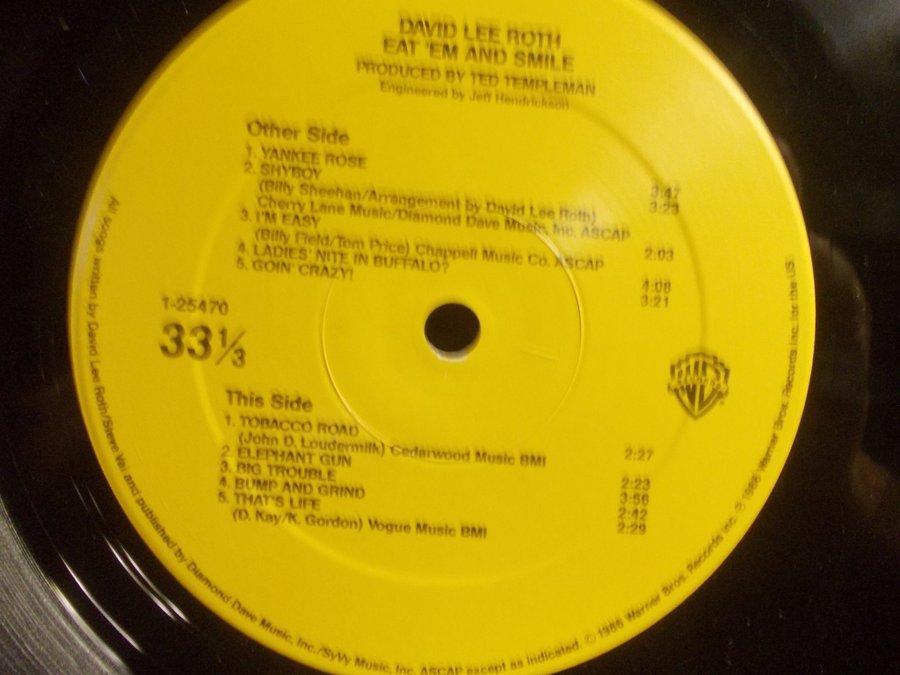 DAVID LEE ROTH
EAT 'EM AND SMILE
PRODUCED BY TED TEMPLEMAN
Engineered by Jeff Hendrickson
Other Side
1. YANKEE ROSE 3:47
2. SHYBOY 3:23
(Billy Sheehan/Arrangement by David Lee Roth)
Cherry Lane Music/Diamond Dave Music, Inc. ASCAP
3. I'M EASY 2:03
(Billy Field/Tom Price) Chappell Music Co. ASCAP
4. LADIES' NITE IN BUFFALO? 4:08
5. GOIN' CRAZY! 3:21
1-25470
33 1/3
This Side
1. TOBACCO ROAD 2:27
(John D. Loudermilk) Cedarwood Music BMI
2. ELEPHANT GUN 2:23
3. BIG TROUBLE 3:56
4. BUMP AND GRIND 2:42
5. THAT'S LIFE 2:29
(D. Kay/K. Gordon) Vogue Music BMI
All songs written by David Lee Roth/Steve Vai and published by Diamond Dave Music, Inc./SyVy Music, Inc. ASCAP except as indicated. © 1986 Warner Bros. Records Inc. ℗ 1986 Warner Bros. Records Inc. for the US